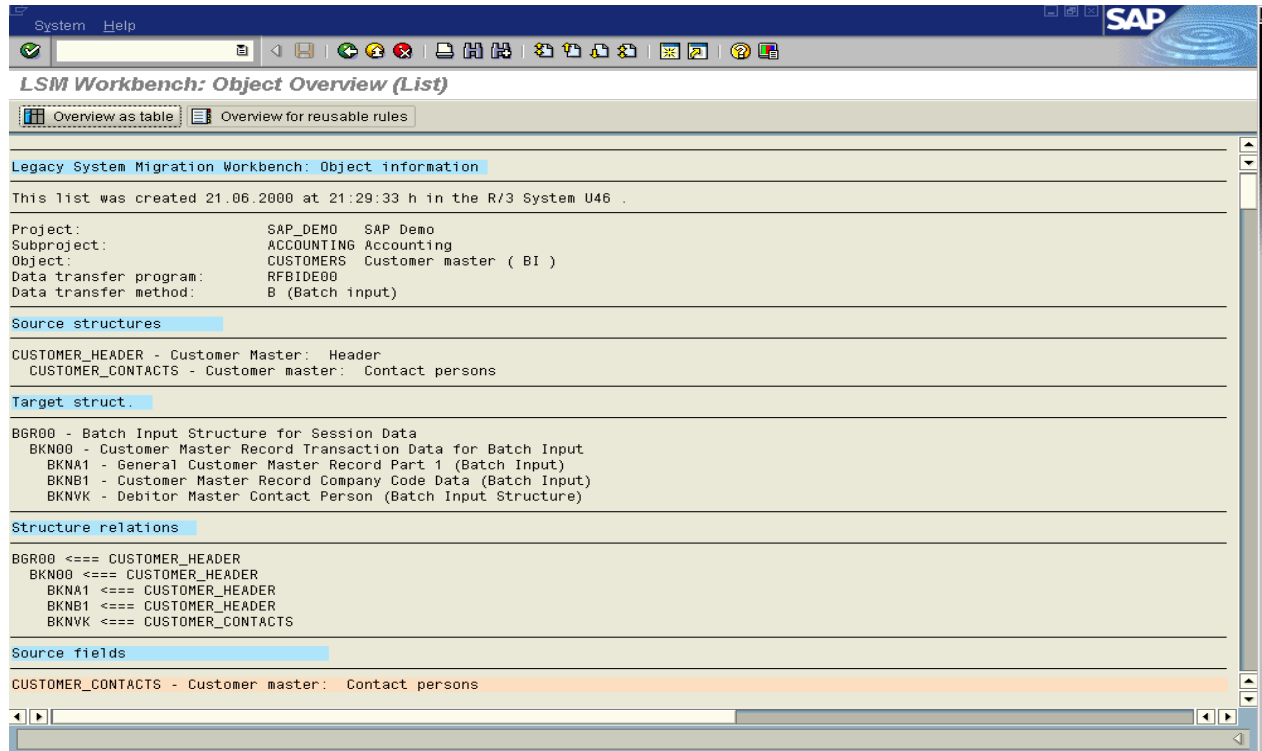 System Help
SAP
LSM Workbench: Object Overview (List)
Overview as table Overview for reusable rules
Legacy System Migration Workbench: Object information
This list was created 21.06.2000 at 21:29:33 h in the R/3 System U46 .
Project: SAP_DEMO SAP Demo
Subproject: ACCOUNTING Accounting
Object: CUSTOMERS Customer master ( BI )
Data transfer program: RFBIDE00
Data transfer method: B (Batch input)
Source structures
CUSTOMER_HEADER - Customer Master: Header
CUSTOMER_CONTACTS - Customer master: Contact persons
Target struct.
BGR00 - Batch Input Structure for Session Data
BKN00 - Customer Master Record Transaction Data for Batch Input
BKNA1 - General Customer Master Record Part 1 (Batch Input)
BKNB1 - Customer Master Record Company Code Data (Batch Input)
BKNVK - Debitor Master Contact Person (Batch Input Structure)
Structure relations
BGR00 <=== CUSTOMER_HEADER
BKN00 <=== CUSTOMER_HEADER
BKNA1 <=== CUSTOMER_HEADER
BKNB1 <=== CUSTOMER_HEADER
BKNVK <=== CUSTOMER_CONTACTS
Source fields
CUSTOMER_CONTACTS - Customer master: Contact persons